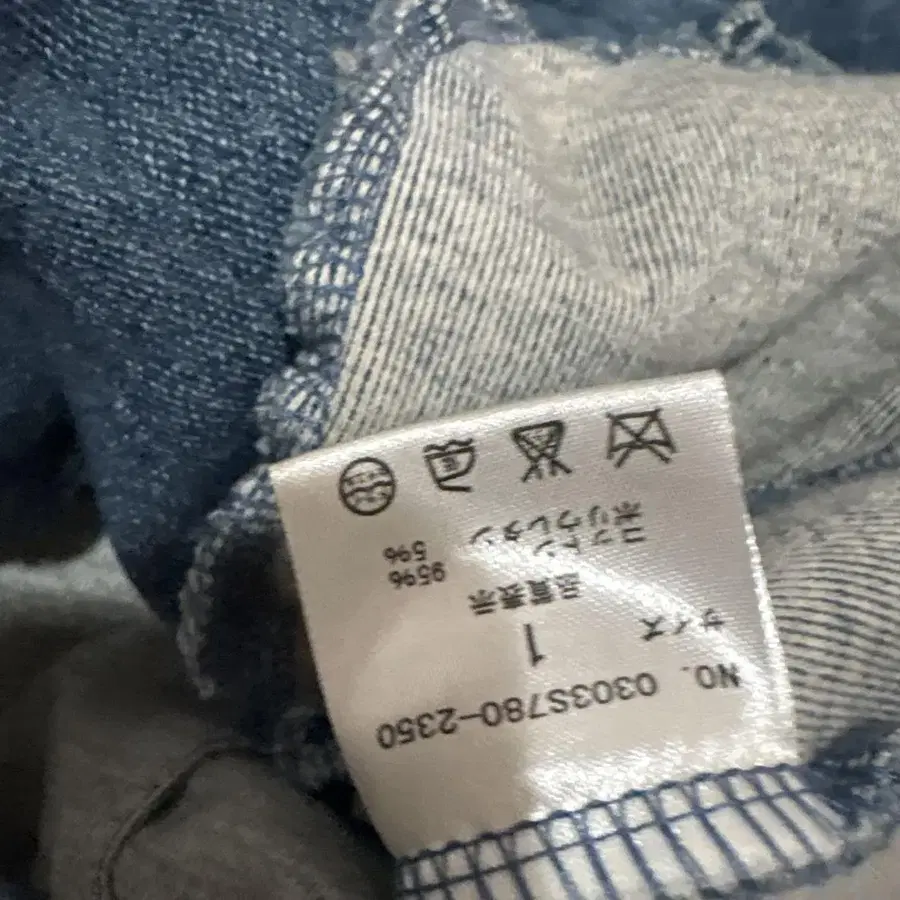 NO. 0303S780-2350
サイズ 1
品質表示
コットン 95%
ポリウレタン 5%